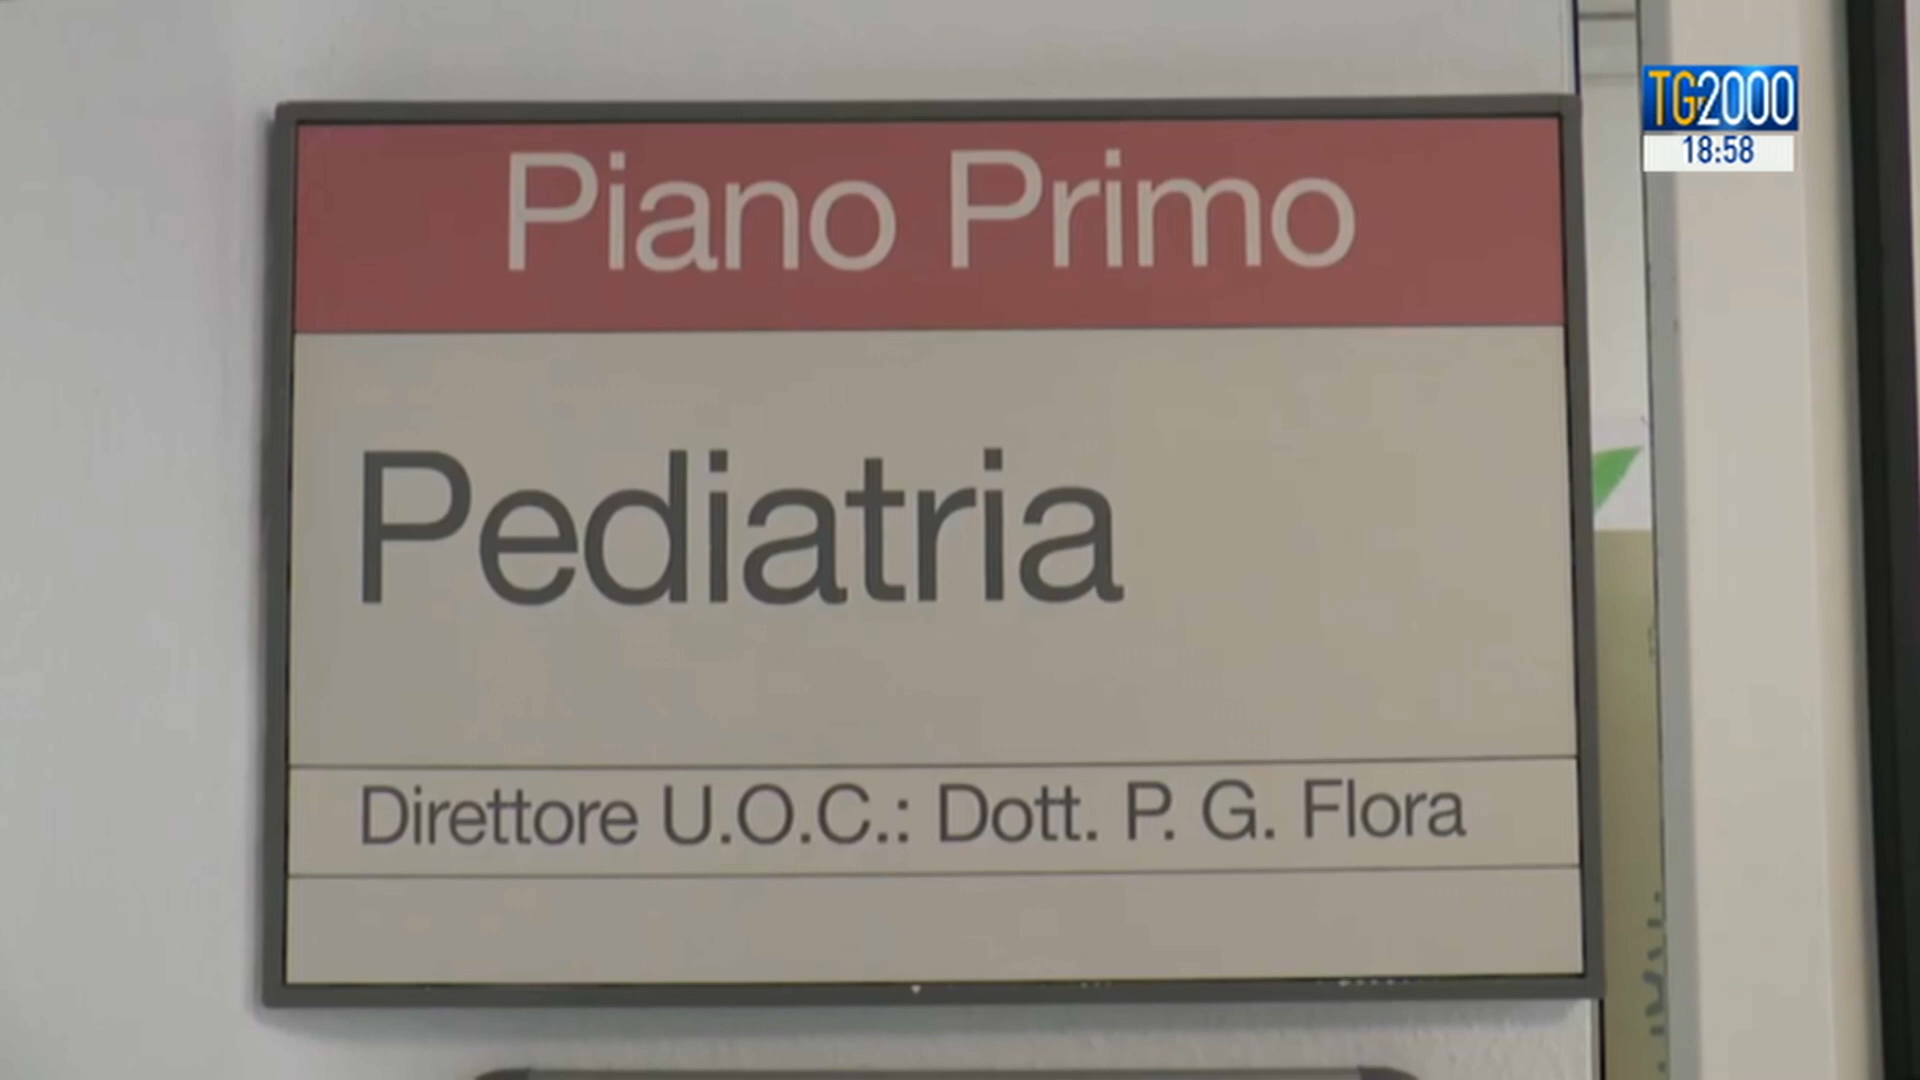 TG2000
18:58
Piano Primo
Pediatria
Direttore U.O.C.: Dott. P. G. Flora